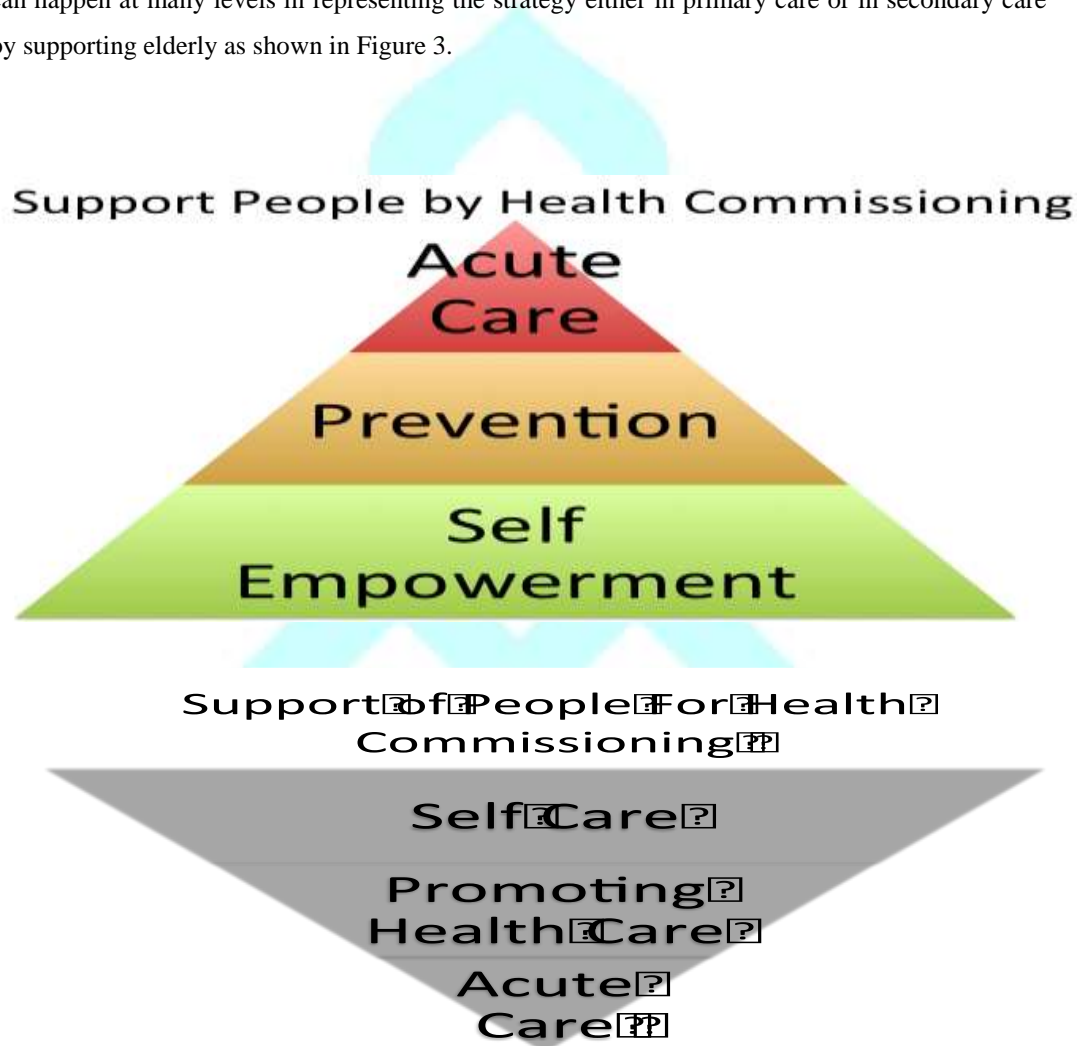 can happen at many levels in representing the strategy either in primary care or in secondary care
by supporting elderly as shown in Figure 3.
Support People by Health Commissioning
Acute
Care
Prevention
Self
Empowerment
Support of People For Health
Commissioning
Self Care
Promoting
Health Care
Acute
Care